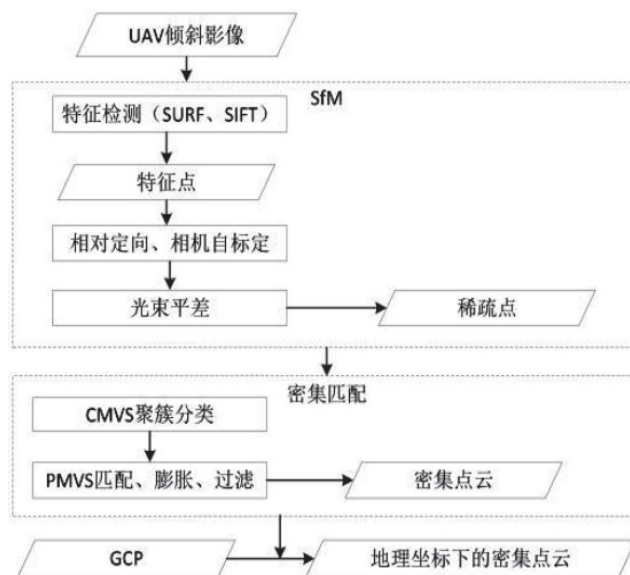 UAV倾斜影像
SfM
特征检测（SURF、SIFT）
特征点
相对定向、相机自标定
光束平差
稀疏点
密集匹配
CMVS聚簇分类
PMVS匹配、膨胀、过滤
密集点云
GCP
地理坐标下的密集点云